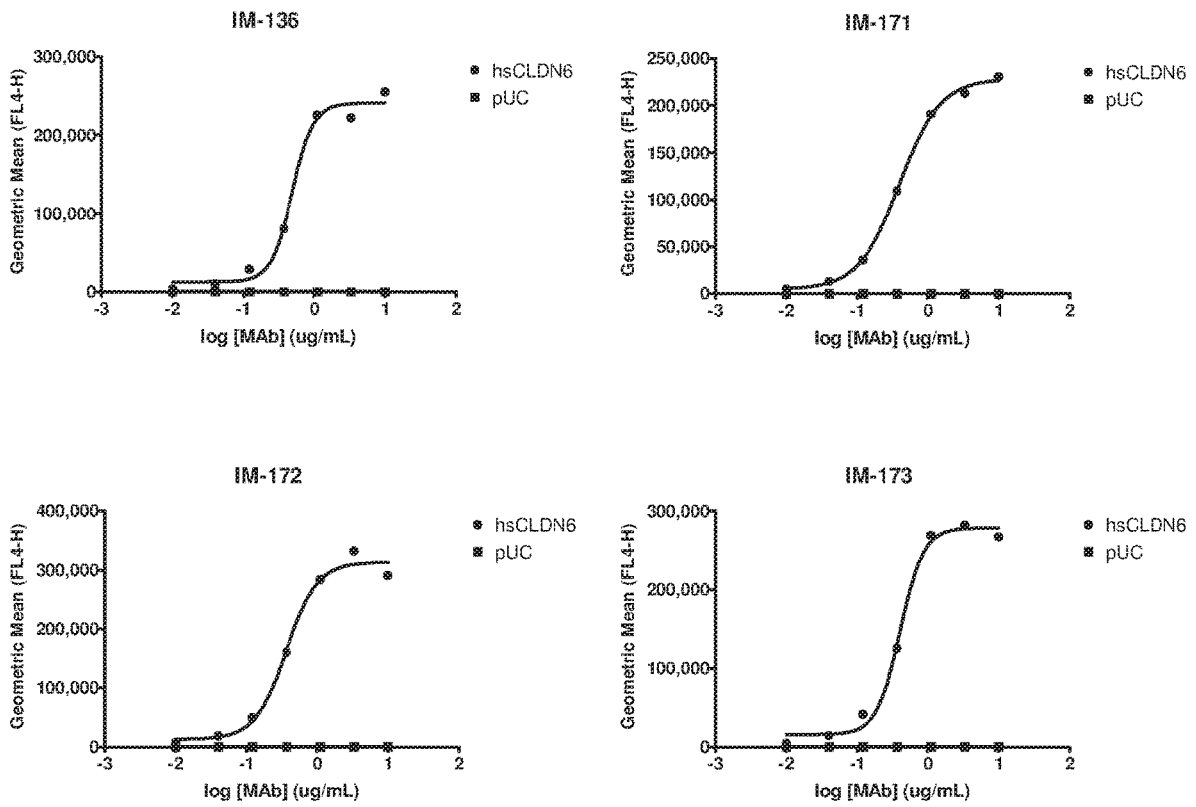 IM-136
Geometric Mean (FL4-H)
300,000
200,000
100,000
0
-3 -2 -1 0 1 2
log [MAb] (ug/mL)
hsCLDN6
pUC
IM-171
Geometric Mean (FL4-H)
250,000
200,000
150,000
100,000
50,000
0
-3 -2 -1 0 1 2
log [MAb] (ug/mL)
hsCLDN6
pUC
IM-172
Geometric Mean (FL4-H)
400,000
300,000
200,000
100,000
0
-3 -2 -1 0 1 2
log [MAb] (ug/mL)
hsCLDN6
pUC
IM-173
Geometric Mean (FL4-H)
300,000
200,000
100,000
0
-3 -2 -1 0 1 2
log [MAb] (ug/mL)
hsCLDN6
pUC